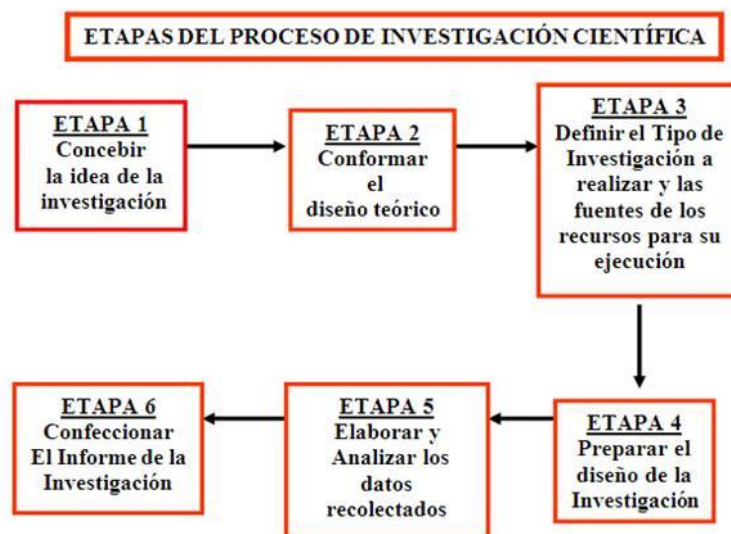 ETAPAS DEL PROCESO DE INVESTIGACIÓN CIENTÍFICA
ETAPA 1
Concebir
la idea de la
investigación
ETAPA 2
Conformar
el
diseño teórico
ETAPA 3
Definir el Tipo de
Investigación a
realizar y las
fuentes de los
recursos para su
ejecución
ETAPA 4
Preparar el
diseño de la
Investigación
ETAPA 5
Elaborar y
Analizar los
datos
recolectados
ETAPA 6
Confeccionar
El Informe de la
Investigación